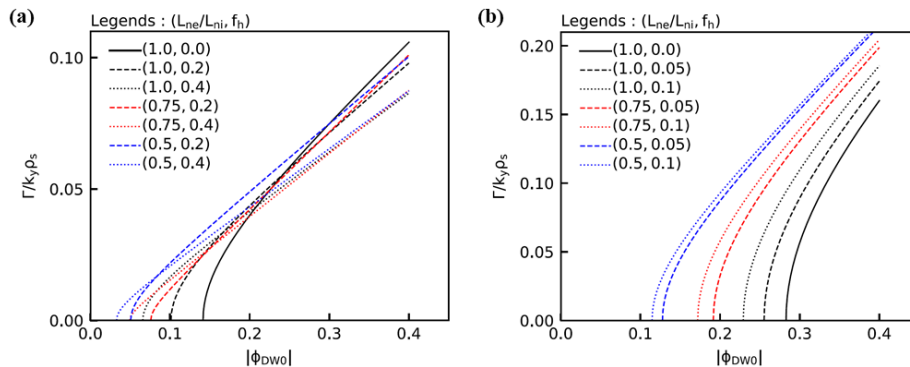 (a)
Legends : (Lne/Lni, fh)
(1.0, 0.0)
(1.0, 0.2)
(1.0, 0.4)
(0.75, 0.2)
(0.75, 0.4)
(0.5, 0.2)
(0.5, 0.4)
0.10
0.05
0.00
Γ/kyρs
0.0 0.1 0.2 0.3 0.4
|ϕDW0|
(b)
Legends : (Lne/Lni, fh)
(1.0, 0.0)
(1.0, 0.05)
(1.0, 0.1)
(0.75, 0.05)
(0.75, 0.1)
(0.5, 0.05)
(0.5, 0.1)
0.20
0.15
0.10
0.05
0.00
Γ/kyρs
0.0 0.1 0.2 0.3 0.4
|ϕDW0|